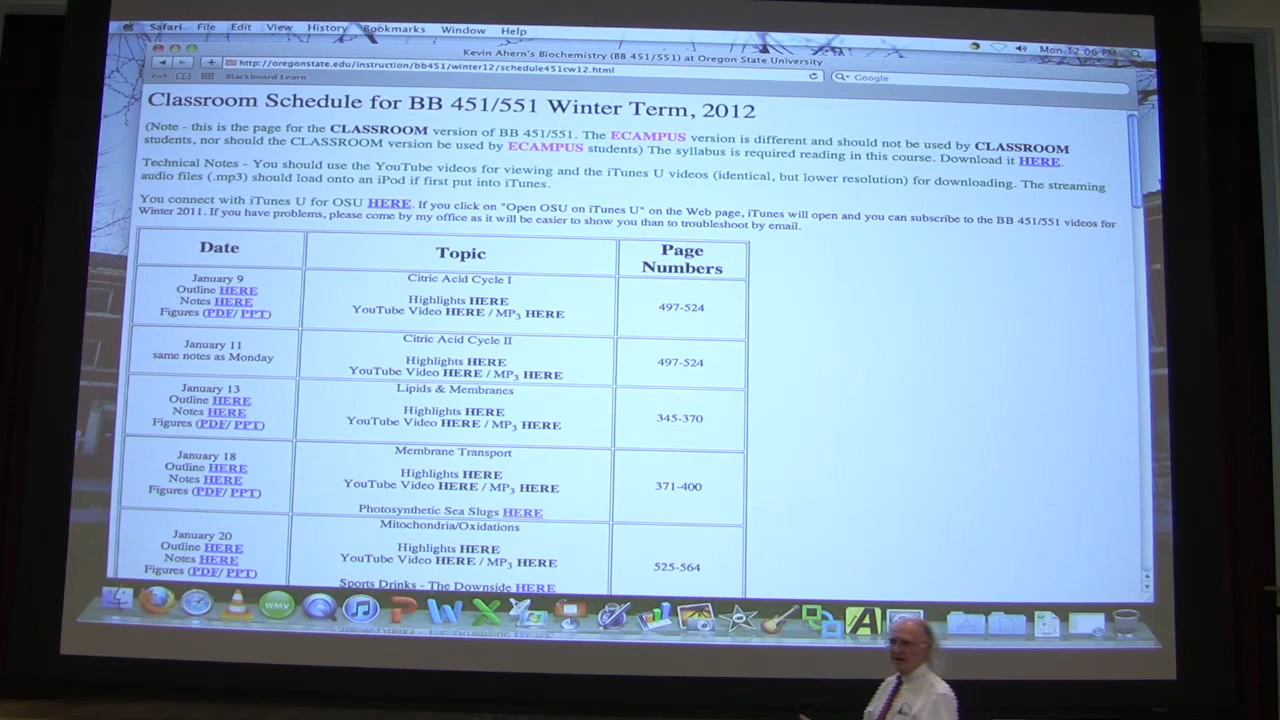 Safari File Edit View History Bookmarks Window Help Mon 12:06 PM
Kevin Ahern's Biochemistry (BB 451/551) at Oregon State University
http://oregonstate.edu/instruction/bb451/winter12/schedule451cw12.html Google
Blackboard Learn
Classroom Schedule for BB 451/551 Winter Term, 2012
(Note - this is the page for the CLASSROOM version of BB 451/551. The ECAMPUS version is different and should not be used by CLASSROOM
students, nor should the CLASSROOM version be used by ECAMPUS students) The syllabus is required reading in this course. Download it HERE.
Technical Notes - You should use the YouTube videos for viewing and the iTunes U videos (identical, but lower resolution) for downloading. The streaming
audio files (.mp3) should load onto an iPod if first put into iTunes.
You connect with iTunes U for OSU HERE. If you click on "Open OSU on iTunes U" on the Web page, iTunes will open and you can subscribe to the BB 451/551 videos for
Winter 2011. If you have problems, please come by my office as it will be easier to show you than to troubleshoot by email.
Date Topic Page
Numbers
January 9
Outline HERE
Notes HERE
Figures (PDF/ PPT)
Citric Acid Cycle I
Highlights HERE
YouTube Video HERE / MP3 HERE
497-524
January 11
same notes as Monday
Citric Acid Cycle II
Highlights HERE
YouTube Video HERE / MP3 HERE
497-524
January 13
Outline HERE
Notes HERE
Figures (PDF/ PPT)
Lipids & Membranes
Highlights HERE
YouTube Video HERE / MP3 HERE
345-370
January 18
Outline HERE
Notes HERE
Figures (PDF/ PPT)
Membrane Transport
Highlights HERE
YouTube Video HERE / MP3 HERE
Photosynthetic Sea Slugs HERE
371-400
January 20
Outline HERE
Notes HERE
Figures (PDF/ PPT)
Mitochondria/Oxidations
Highlights HERE
YouTube Video HERE / MP3 HERE
Sports Drinks - The Downside HERE
525-564
WMV